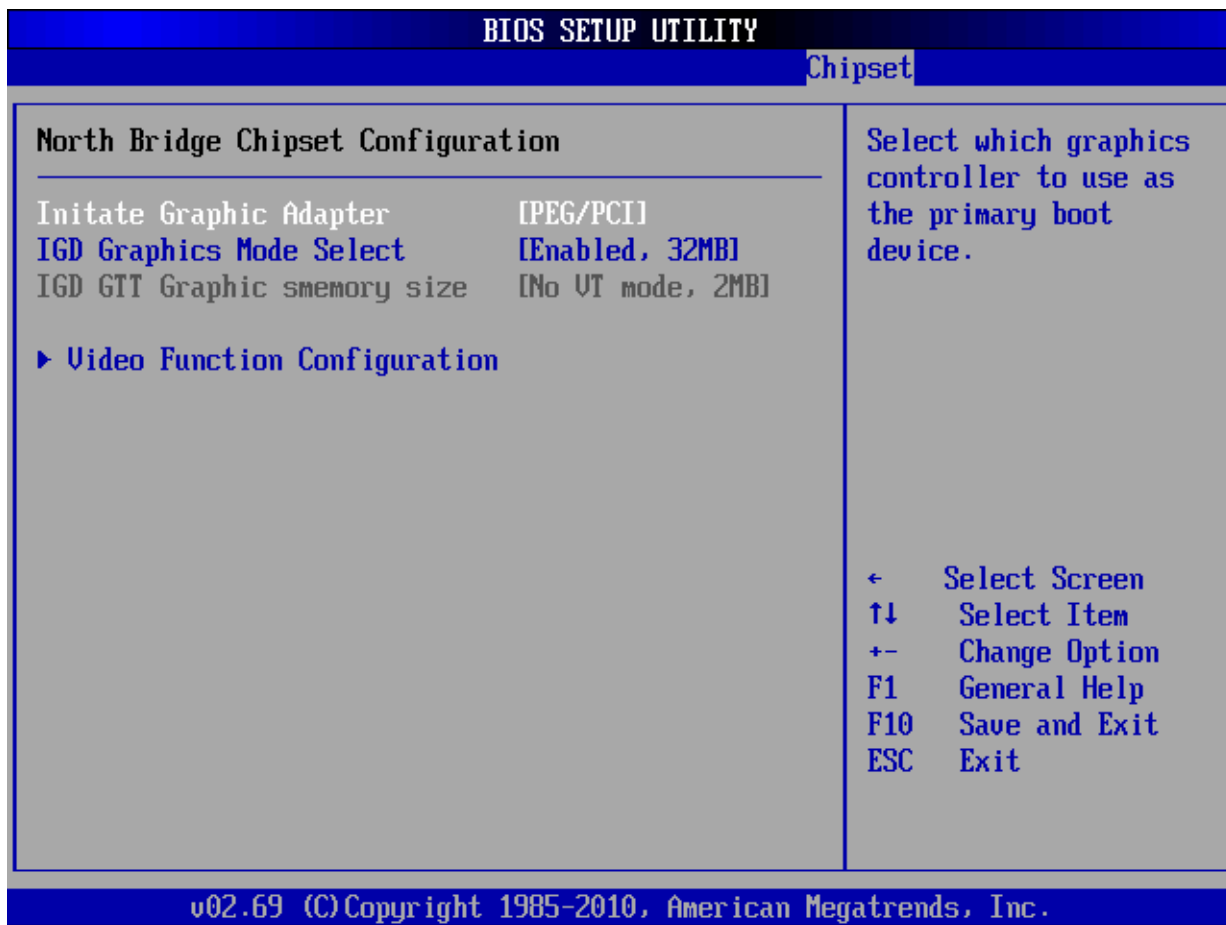 BIOS SETUP UTILITY
Chipset
North Bridge Chipset Configuration
Initate Graphic Adapter [PEG/PCI]
IGD Graphics Mode Select [Enabled, 32MB]
IGD GTT Graphic smemory size [No VT mode, 2MB]
▶ Video Function Configuration
Select which graphics
controller to use as
the primary boot
device.
← Select Screen
↑↓ Select Item
+- Change Option
F1 General Help
F10 Save and Exit
ESC Exit
v02.69 (C)Copyright 1985-2010, American Megatrends, Inc.